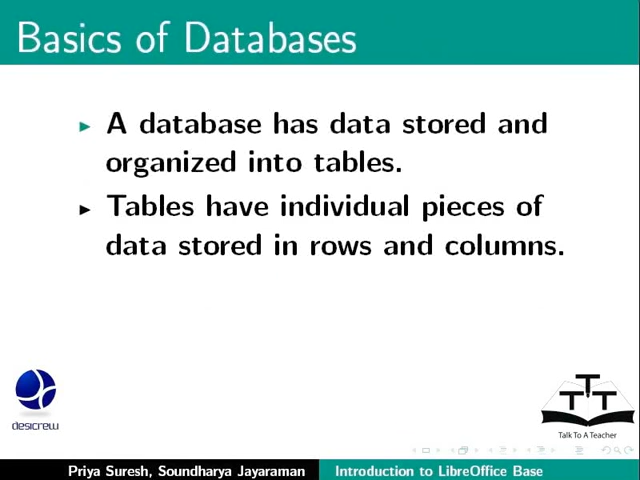 Basics of Databases
A database has data stored and
organized into tables.
Tables have individual pieces of
data stored in rows and columns.
desicrew
TTT
Talk To A Teacher
Priya Suresh, Soundharya Jayaraman Introduction to LibreOffice Base